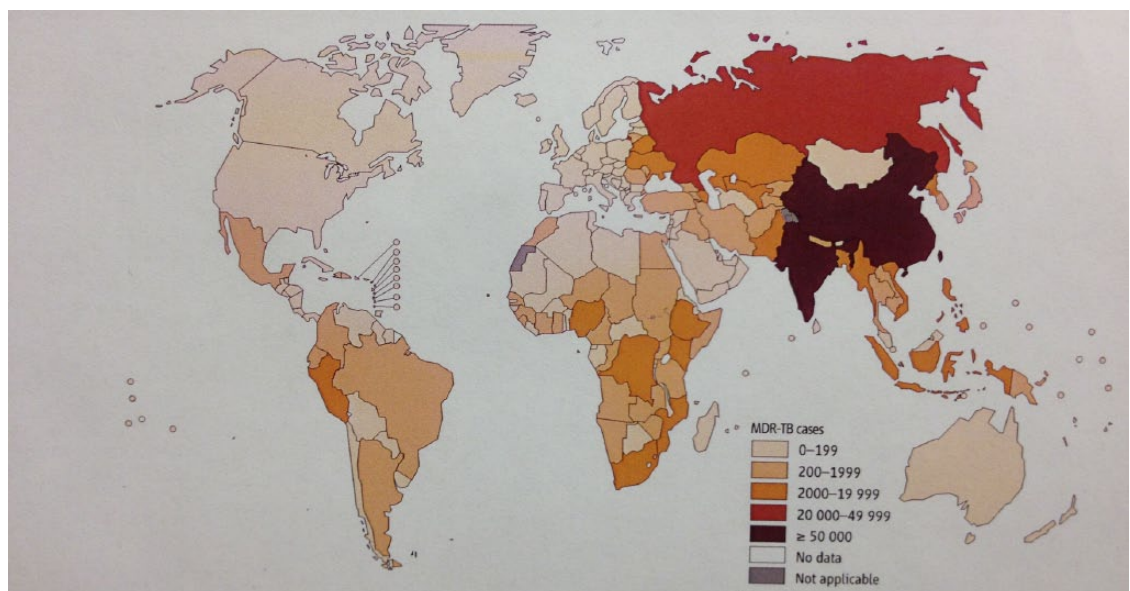 MDR-TB cases
0–199
200–1999
2000–19 999
20 000–49 999
≥ 50 000
No data
Not applicable